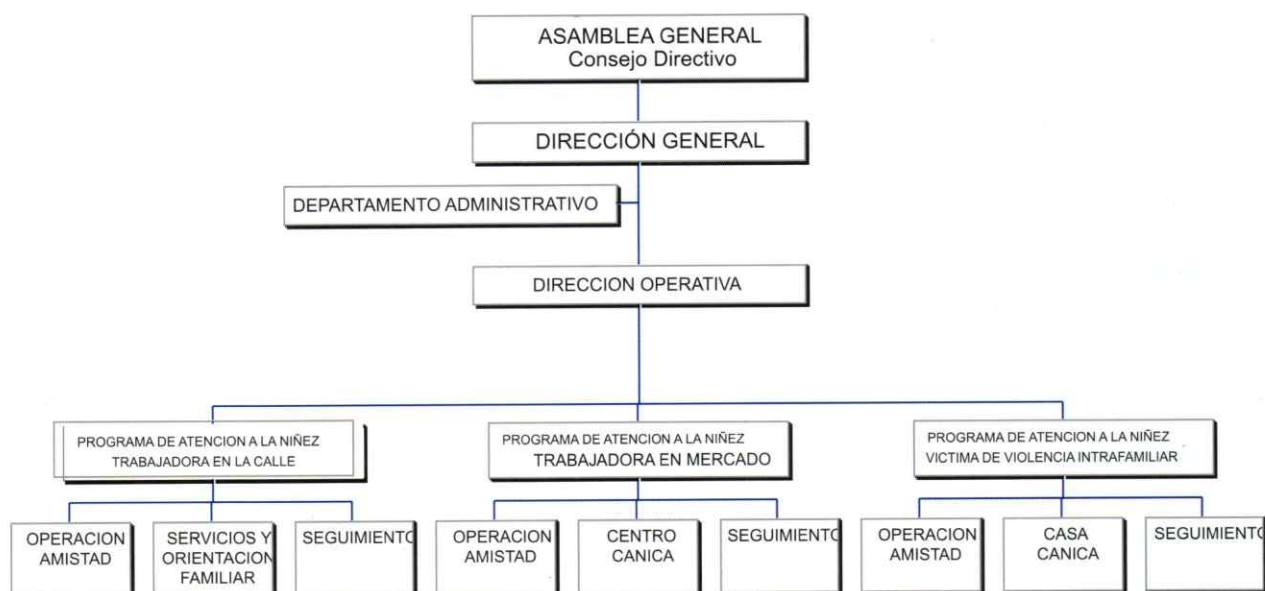 ASAMBLEA GENERAL
Consejo Directivo
DIRECCIÓN GENERAL
DEPARTAMENTO ADMINISTRATIVO
DIRECCION OPERATIVA
PROGRAMA DE ATENCION A LA NIÑEZ
TRABAJADORA EN LA CALLE
PROGRAMA DE ATENCION A LA NIÑEZ
TRABAJADORA EN MERCADO
PROGRAMA DE ATENCION A LA NIÑEZ
VICTIMA DE VIOLENCIA INTRAFAMILIAR
OPERACION
AMISTAD
SERVICIOS Y
ORIENTACION
FAMILIAR
SEGUIMIENTO
OPERACION
AMISTAD
CENTRO
CANICA
SEGUIMIENTO
OPERACION
AMISTAD
CASA
CANICA
SEGUIMIENTO